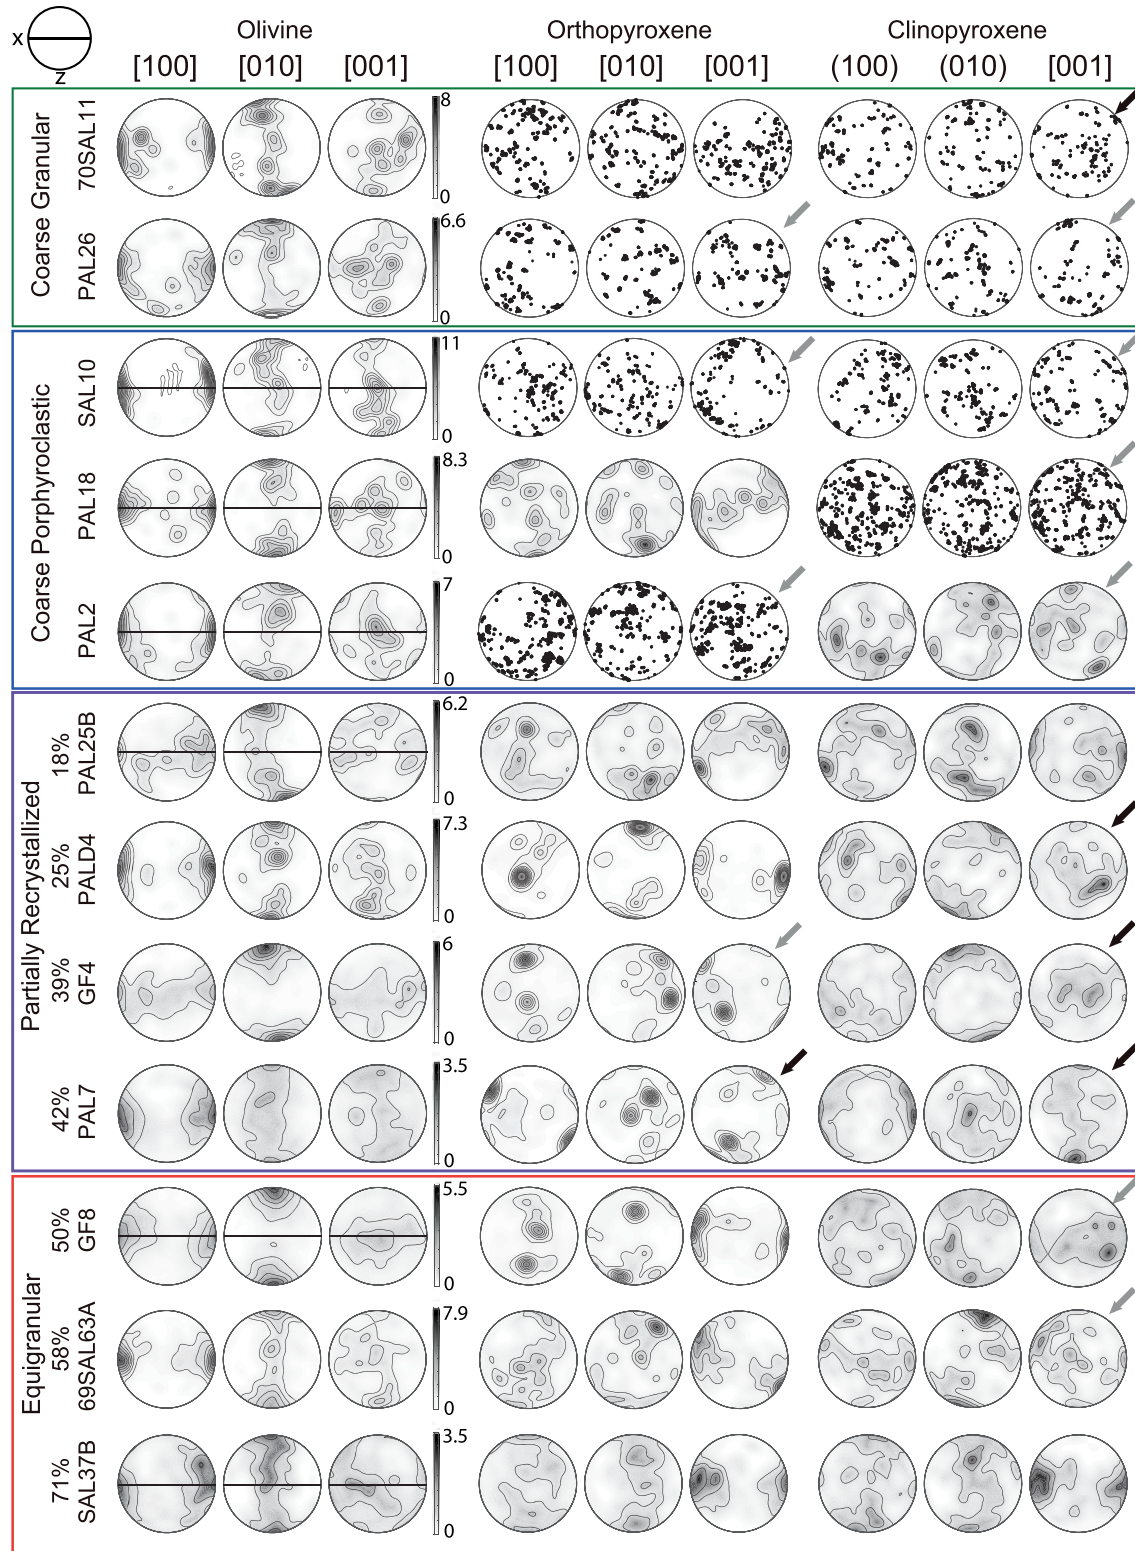 x
z
Olivine Orthopyroxene Clinopyroxene
[100] [010] [001] [100] [010] [001] (100) (010) [001]
Coarse Granular
70SAL11
8
0
PAL26
6.6
0
Coarse Porphyroclastic
SAL10
11
0
PAL18
8.3
0
PAL2
7
0
Partially Recrystallized
18%
PAL25B
6.2
0
25%
PALD4
7.3
0
39%
GF4
6
0
42%
PAL7
3.5
0
Equigranular
50%
GF8
5.5
0
58%
69SAL63A
7.9
0
71%
SAL37B
3.5
0